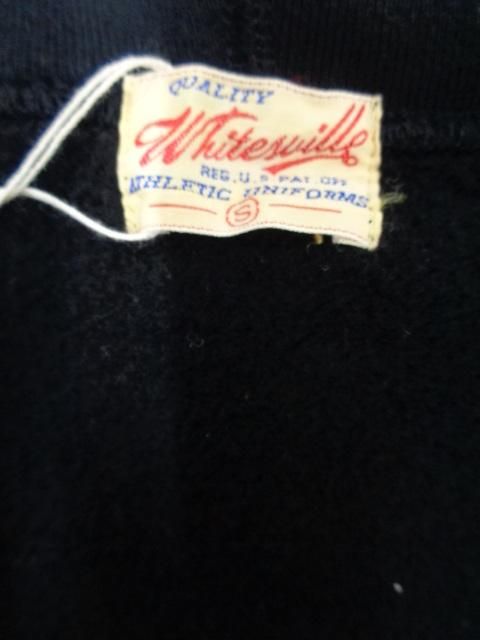 QUALITY
Whitesville
REG. U.S PAT. OFF
ATHLETIC UNIFORMS
S